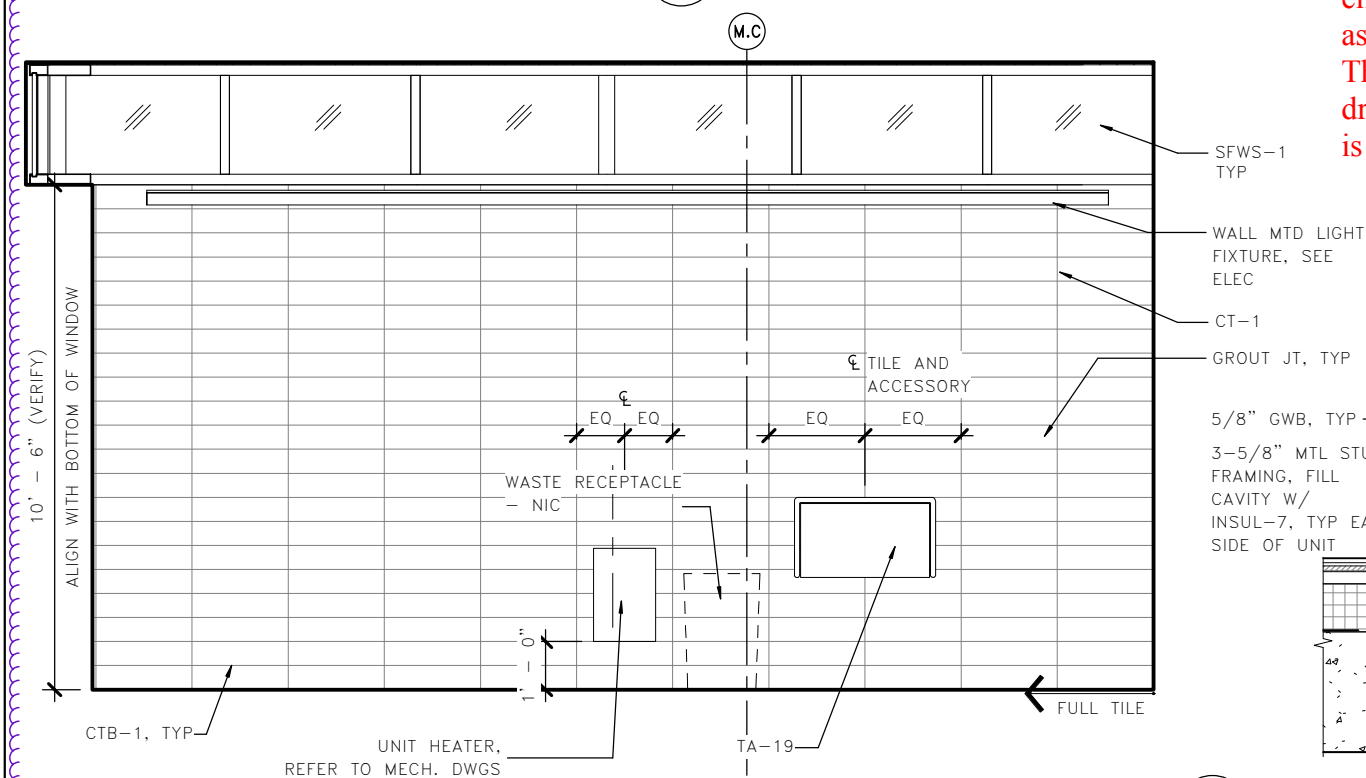 M.C
as
is
SFWS-1
TYP
WALL MTD LIGHT
FIXTURE, SEE
ELEC
CT-1
GROUT JT, TYP
℄ TILE AND
ACCESSORY
℄
EQ EQ
EQ EQ
5/8" GWB, TYP
3-5/8" MTL
FRAMING, FILL
CAVITY W/
INSUL-7, TYP
SIDE OF UNIT
WASTE RECEPTACLE
- NIC
10' - 6" (VERIFY)
ALIGN WITH BOTTOM OF WINDOW
1' - 0"
FULL TILE
CTB-1, TYP
UNIT HEATER,
REFER TO MECH. DWGS
TA-19